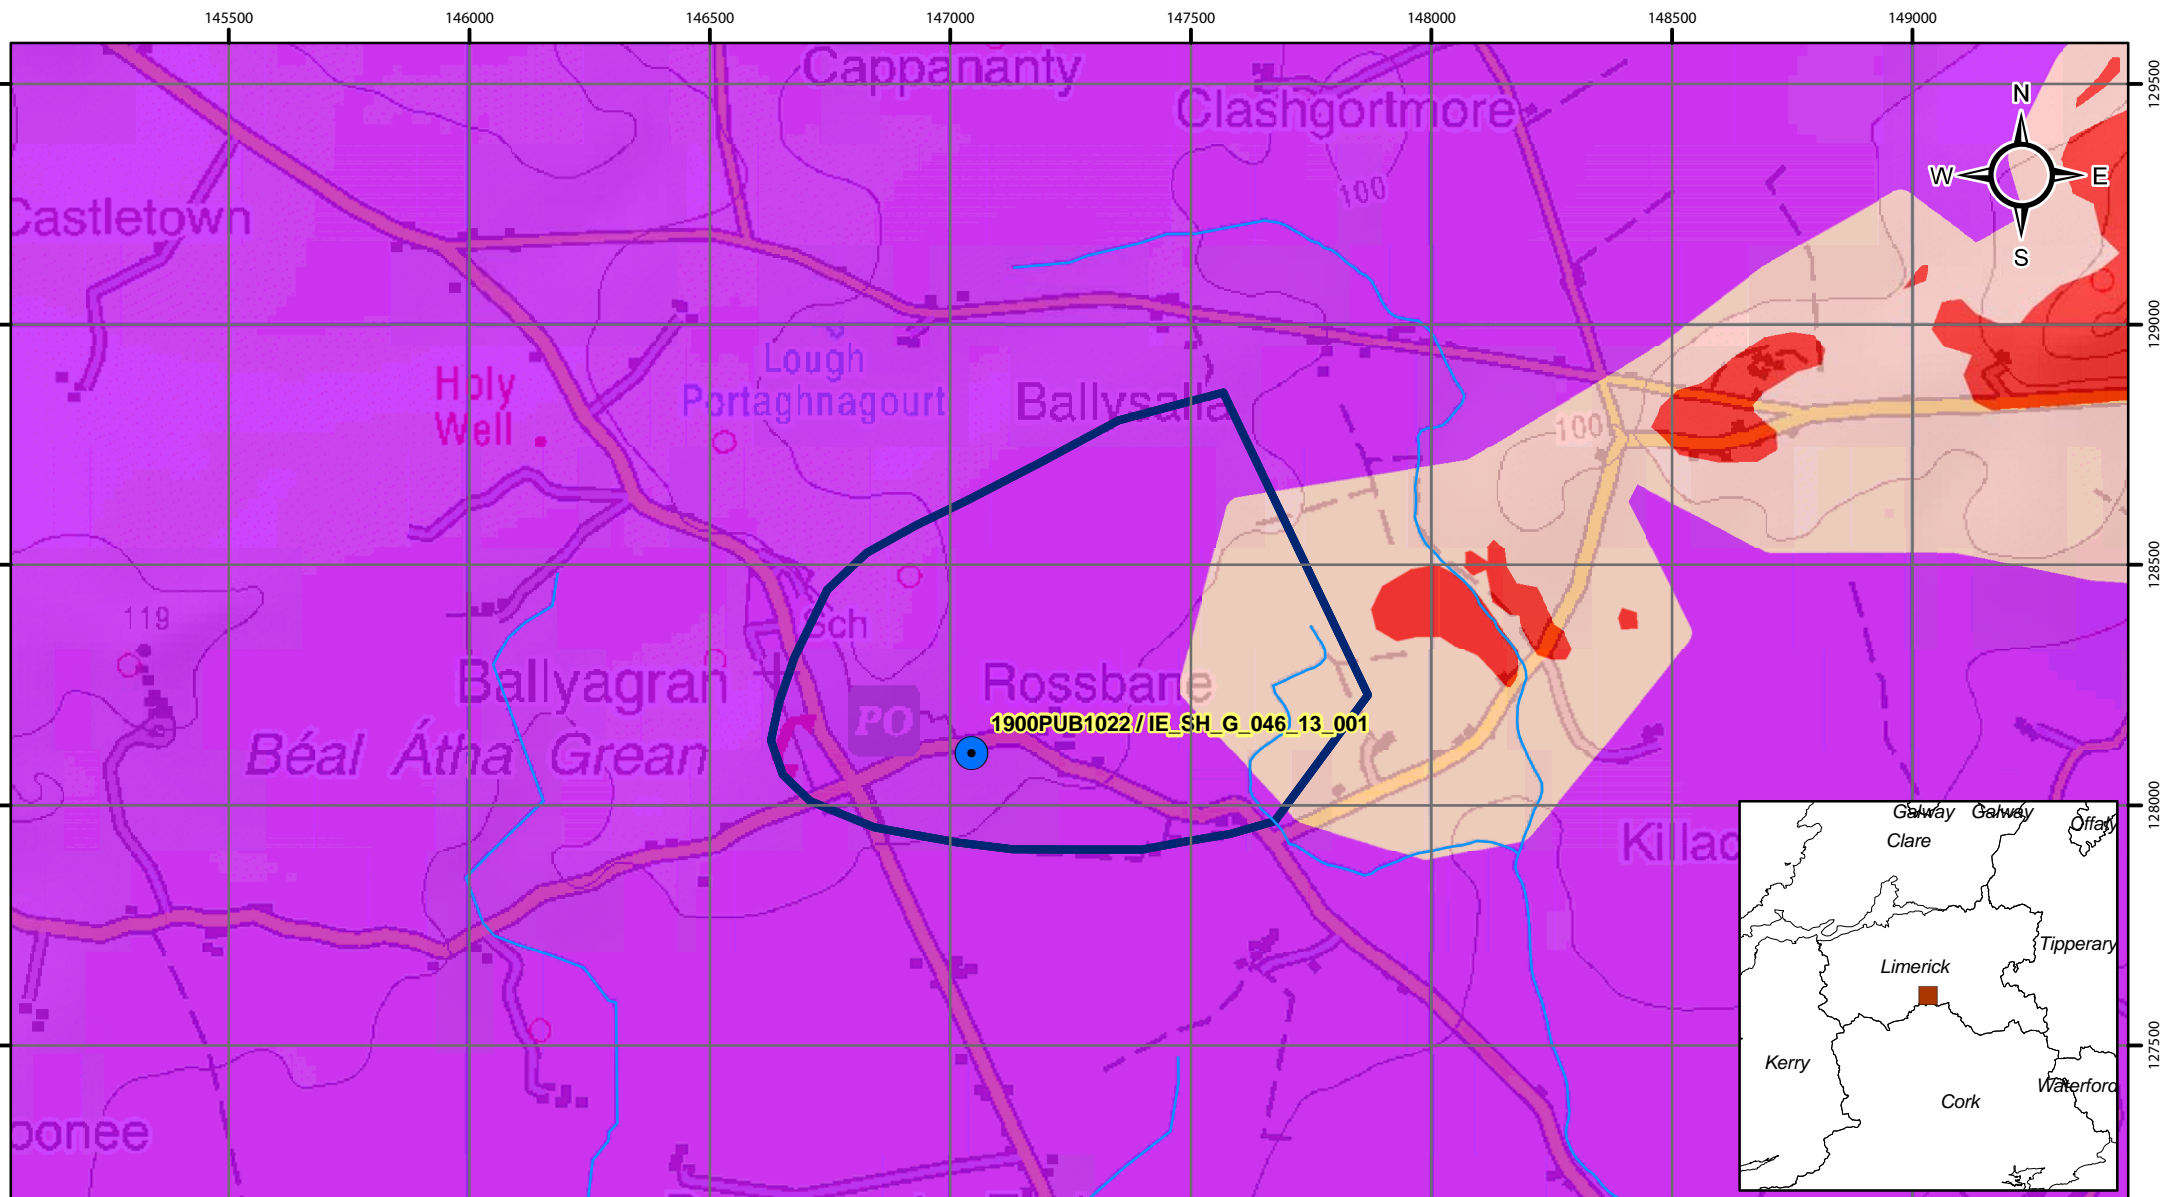 145500 146000 146500 147000 147500 148000 148500 149000
Cappananty
Clashgortmore
129500
N
W E
S
100
Castletown
129000
Lough
Portaghnagourt
Holy
Well
Ballysalla
100
128500
119
Sch
Ballyagran
Rossbane
PO
1900PUB1022 / IE_SH_G_046_13_001
Béal Átha Grean
128000
Killac
Galway Galway
Offaly
Clare
Tipperary
Limerick
127500
Kerry
Waterford
Cork
oonee